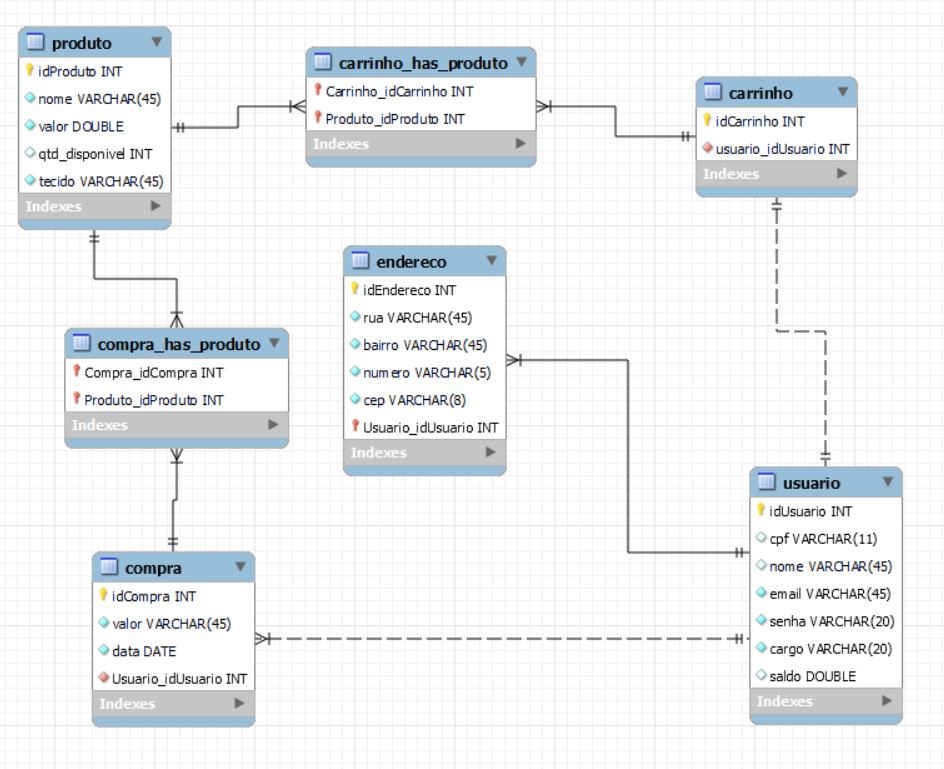 produto
idProduto INT
nome VARCHAR(45)
valor DOUBLE
qtd_disponivel INT
tecido VARCHAR(45)
Indexes
carrinho_has_produto
Carrinho_idCarrinho INT
Produto_idProduto INT
Indexes
carrinho
idCarrinho INT
usuario_idUsuario INT
Indexes
endereco
idEndereco INT
rua VARCHAR(45)
bairro VARCHAR(45)
numero VARCHAR(5)
cep VARCHAR(8)
Usuario_idUsuario INT
Indexes
compra_has_produto
Compra_idCompra INT
Produto_idProduto INT
Indexes
usuario
idUsuario INT
cpf VARCHAR(11)
nome VARCHAR(45)
email VARCHAR(45)
senha VARCHAR(20)
cargo VARCHAR(20)
saldo DOUBLE
Indexes
compra
idCompra INT
valor VARCHAR(45)
data DATE
Usuario_idUsuario INT
Indexes